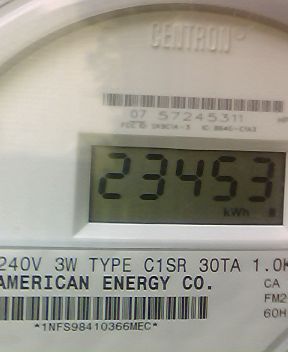 CENTRON®
07 57245311
23453
kWh
240V 3W TYPE C1SR 30TA 1.0K
AMERICAN ENERGY CO. CA
FM2
*1NFS98410366MEC* 60H